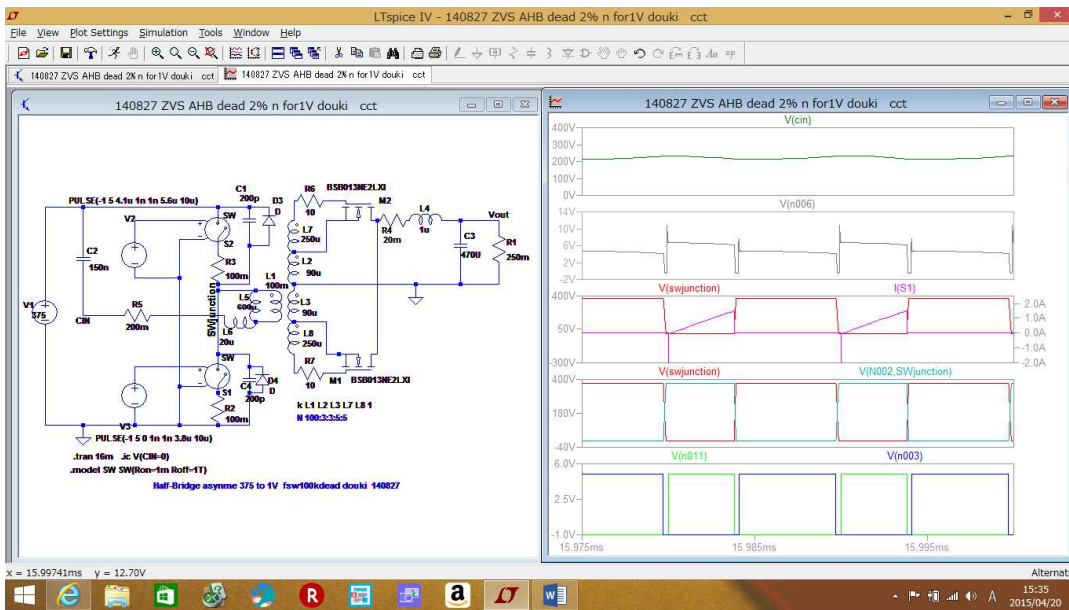 LTspice IV - 140827 ZVS AHB dead 2% n for1V douki cct
File View Plot Settings Simulation Tools Window Help
140827 ZVS AHB dead 2% n for1V douki cct
140827 ZVS AHB dead 2% n for1V douki cct
140827 ZVS AHB dead 2% n for1V douki cct
PULSE(-1 5 4.1u 1n 1n 5.6u 10u)
V2
SW
S2
C1
200p
D3
D
R6
10
BSB013NE2LXI
M2
L4
1u
Vout
R4
20m
C3
470U
R1
250m
L7
250u
L2
90u
C2
150n
R3
100m
L1
100m
L5
600u
L3
90u
L8
250u
V1
375
CIN
R5
200m
SWjunction
L6
20u
SW
S1
C4
200p
D4
D
R7
10
M1
BSB013NE2LXI
V3
R2
100m
k L1 L2 L3 L7 L8 1
N 100:3:3:5:5
PULSE(-1 5 0 1n 1n 3.8u 10u)
.tran 16m .ic V(CIN=0)
.model SW SW(Ron=1m Roff=1T)
Half-Bridge asynme 375 to 1V fsw100kdead douki 140827
140827 ZVS AHB dead 2% n for1V douki cct
V(cin)
400V
300V
200V
100V
0V
V(n006)
14V
10V
6V
2V
-2V
V(swjunction) I(S1)
400V
50V
-300V
2.0A
1.0A
0.0A
-1.0A
-2.0A
V(swjunction) V(N002,SWjunction)
400V
180V
-40V
V(n011) V(n003)
6.0V
2.5V
-1.0V
15.975ms 15.985ms 15.995ms
x = 15.99741ms y = 12.70V
Alternat
R
a
W
A
15:35
2015/04/20